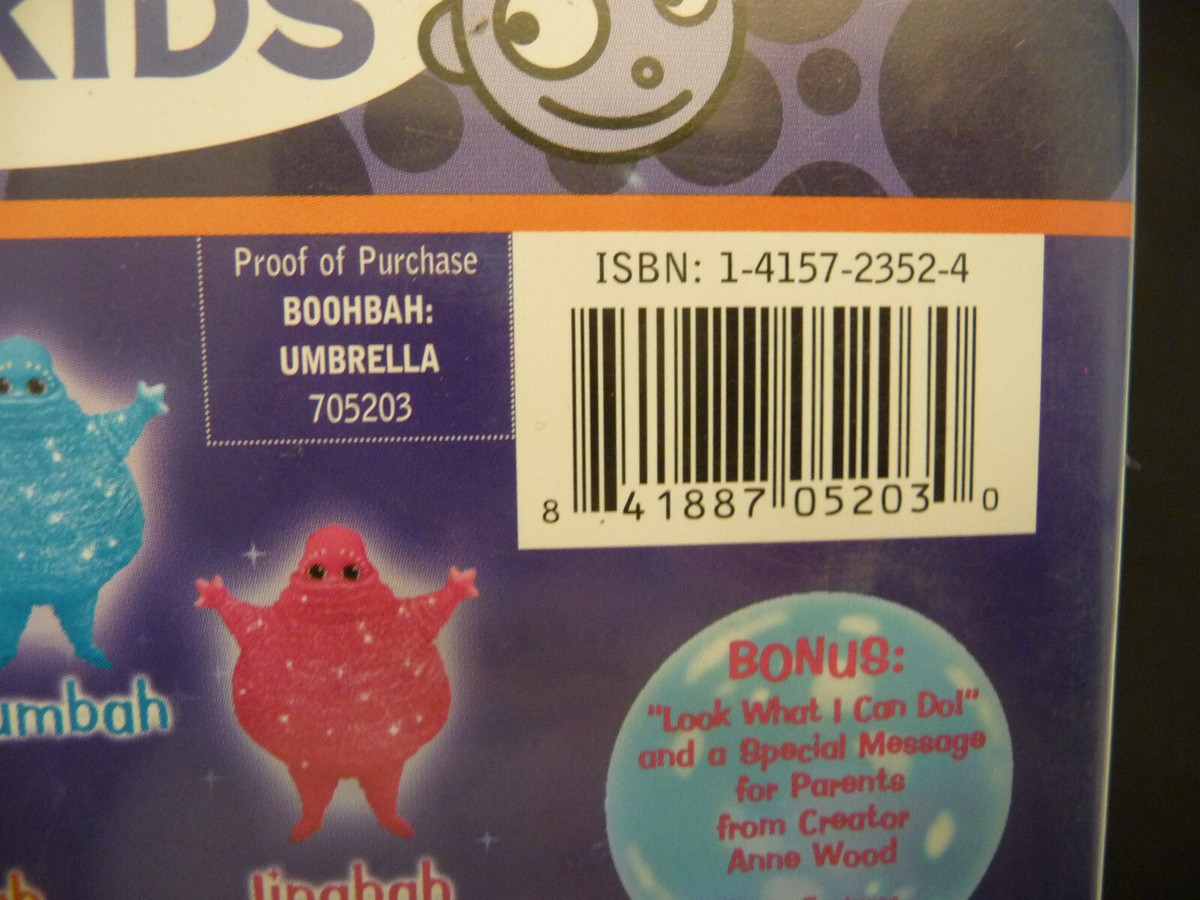 KIDS
Proof of Purchase
BOOHBAH:
UMBRELLA
705203
ISBN: 1-4157-2352-4
8 41887 05203 0
umbah
Jingbah
BONUS:
"Look What I Can Do!"
and a Special Message
for Parents
from Creator
Anne Wood